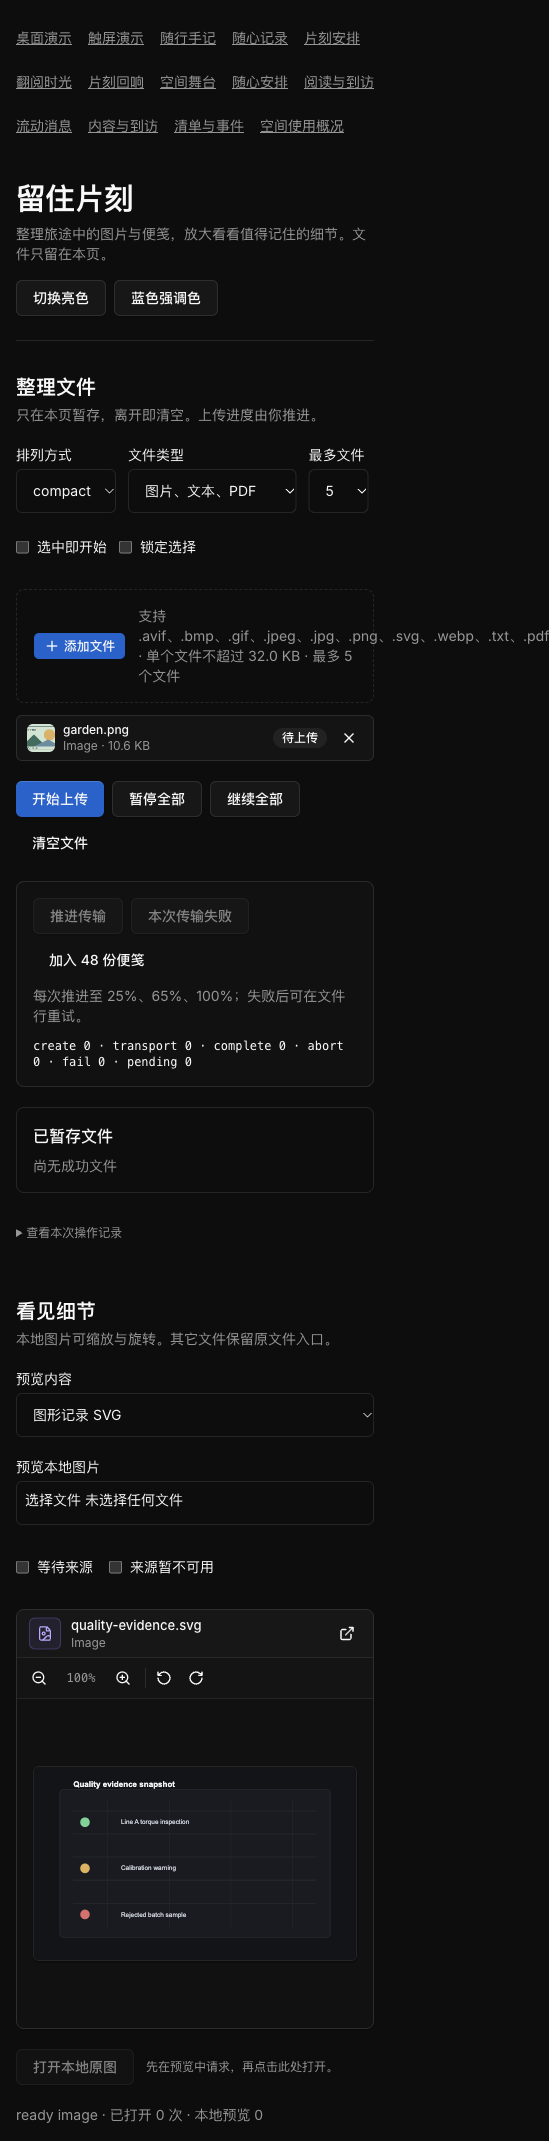 桌面演示 触屏演示 随行手记 随心记录 片刻安排
翻阅时光 片刻回响 空间舞台 随心安排 阅读与到访
流动消息 内容与到访 清单与事件 空间使用概况
留住片刻
整理旅途中的图片与便笺，放大看看值得记住的细节。文
件只留在本页。
切换亮色 蓝色强调色
整理文件
只在本页暂存，离开即清空。上传进度由你推进。
排列方式 文件类型 最多文件
compact 图片、文本、PDF 5
选中即开始 锁定选择
支持
.avif、.bmp、.gif、.jpeg、.jpg、.png、.svg、.webp、.txt、.pdf
添加文件
· 单个文件不超过 32.0 KB · 最多 5
个文件
garden.png
Image · 10.6 KB
待上传
开始上传 暂停全部 继续全部
清空文件
推进传输 本次传输失败
加入 48 份便笺
每次推进至 25%、65%、100%；失败后可在文件
行重试。
create 0 · transport 0 · complete 0 · abort
0 · fail 0 · pending 0
已暂存文件
尚无成功文件
查看本次操作记录
看见细节
本地图片可缩放与旋转。其它文件保留原文件入口。
预览内容
图形记录 SVG
预览本地图片
选择文件 未选择任何文件
等待来源 来源暂不可用
quality-evidence.svg
Image
100%
Quality evidence snapshot
Line A torque inspection
Calibration warning
Rejected batch sample
打开本地原图 先在预览中请求，再点击此处打开。
ready image · 已打开 0 次 · 本地预览 0